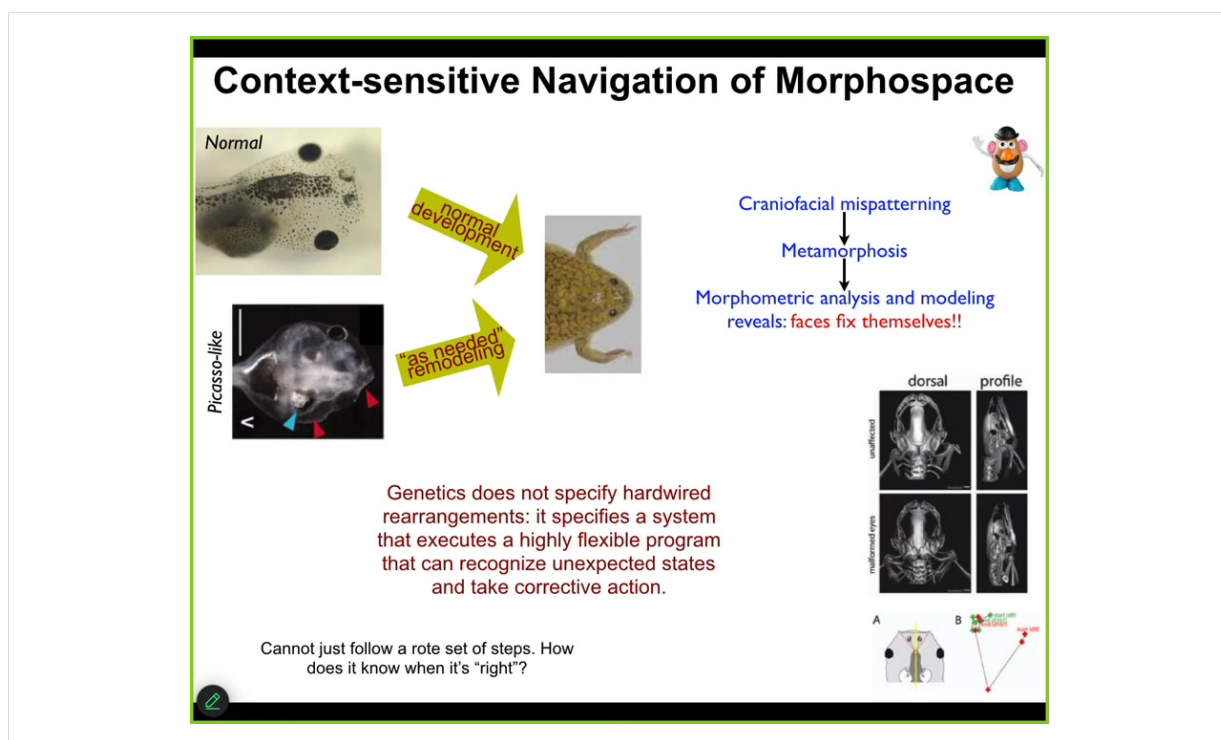 Context-sensitive Navigation of Morphospace
Normal
normal
development
Picasso-like
"as needed"
remodeling
Craniofacial mispatterning
Metamorphosis
Morphometric analysis and modeling
reveals: faces fix themselves!!
dorsal
profile
unaffected
malformed eyes
Genetics does not specify hardwired
rearrangements: it specifies a system
that executes a highly flexible program
that can recognize unexpected states
and take corrective action.
A
B
Cannot just follow a rote set of steps. How
does it know when it's "right"?